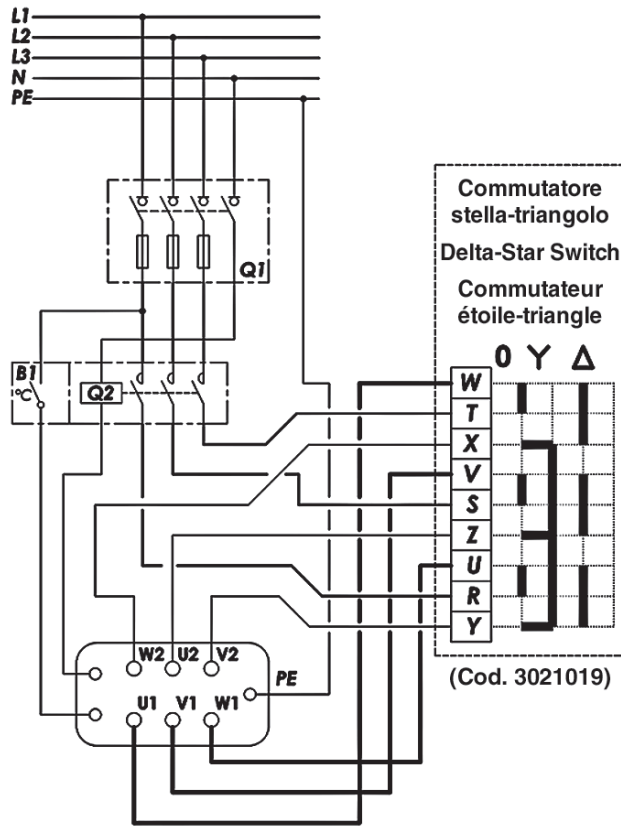 L1
L2
L3
N
PE
Q1
B1
°C
Q2
Commutatore
stella-triangolo
Delta-Star Switch
Commutateur
étoile-triangle
0 Y Δ
W
T
X
V
S
Z
U
R
Y
(Cod. 3021019)
W2 U2 V2
PE
U1 V1 W1